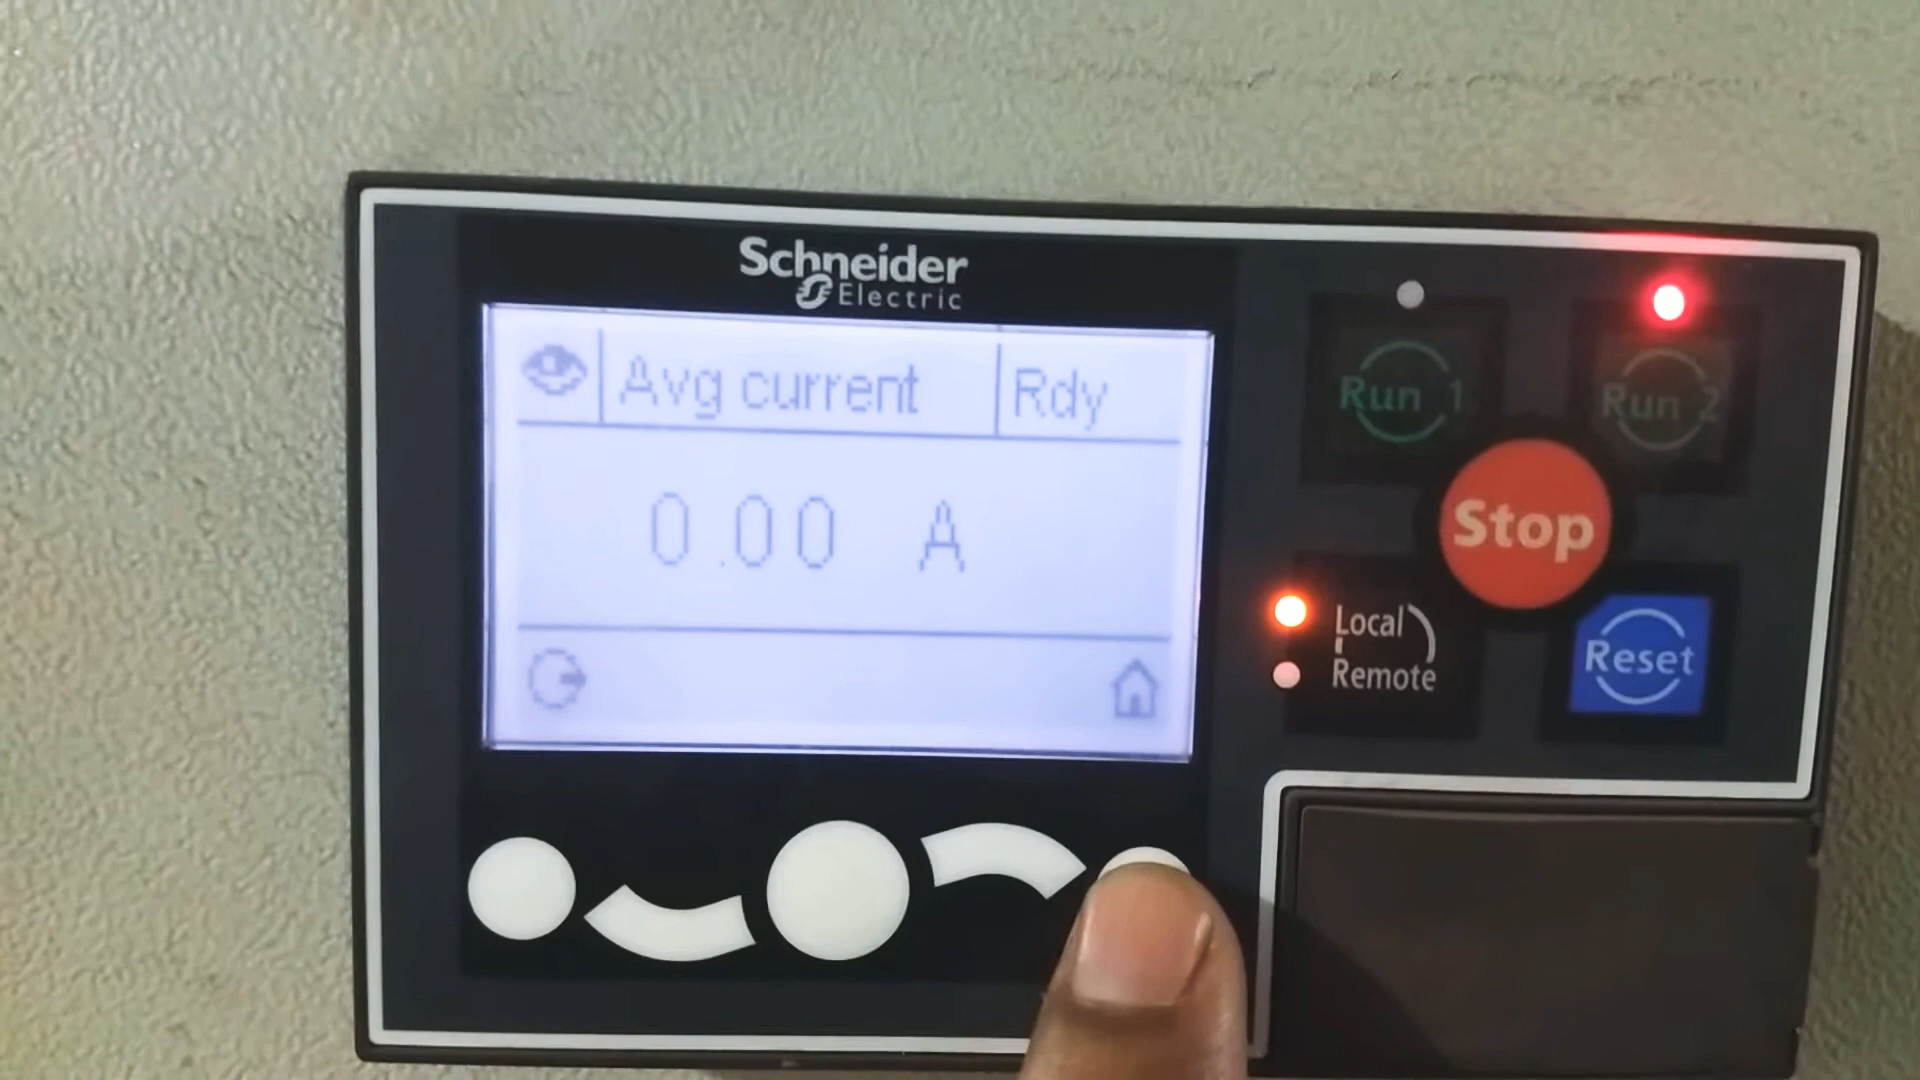 Schneider
Electric
Avg current
Rdy
0.00 A
Run 1
Run 2
Stop
Local
Remote
Reset